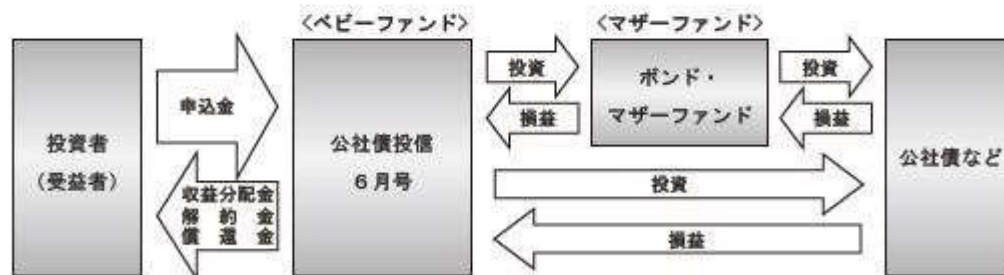 〈ベビーファンド〉
〈マザーファンド〉
投資者
（受益者）
申込金
収益分配金
解約金
償還金
公社債投信
６月号
投資
損益
ボンド・
マザーファンド
投資
損益
投資
損益
公社債など